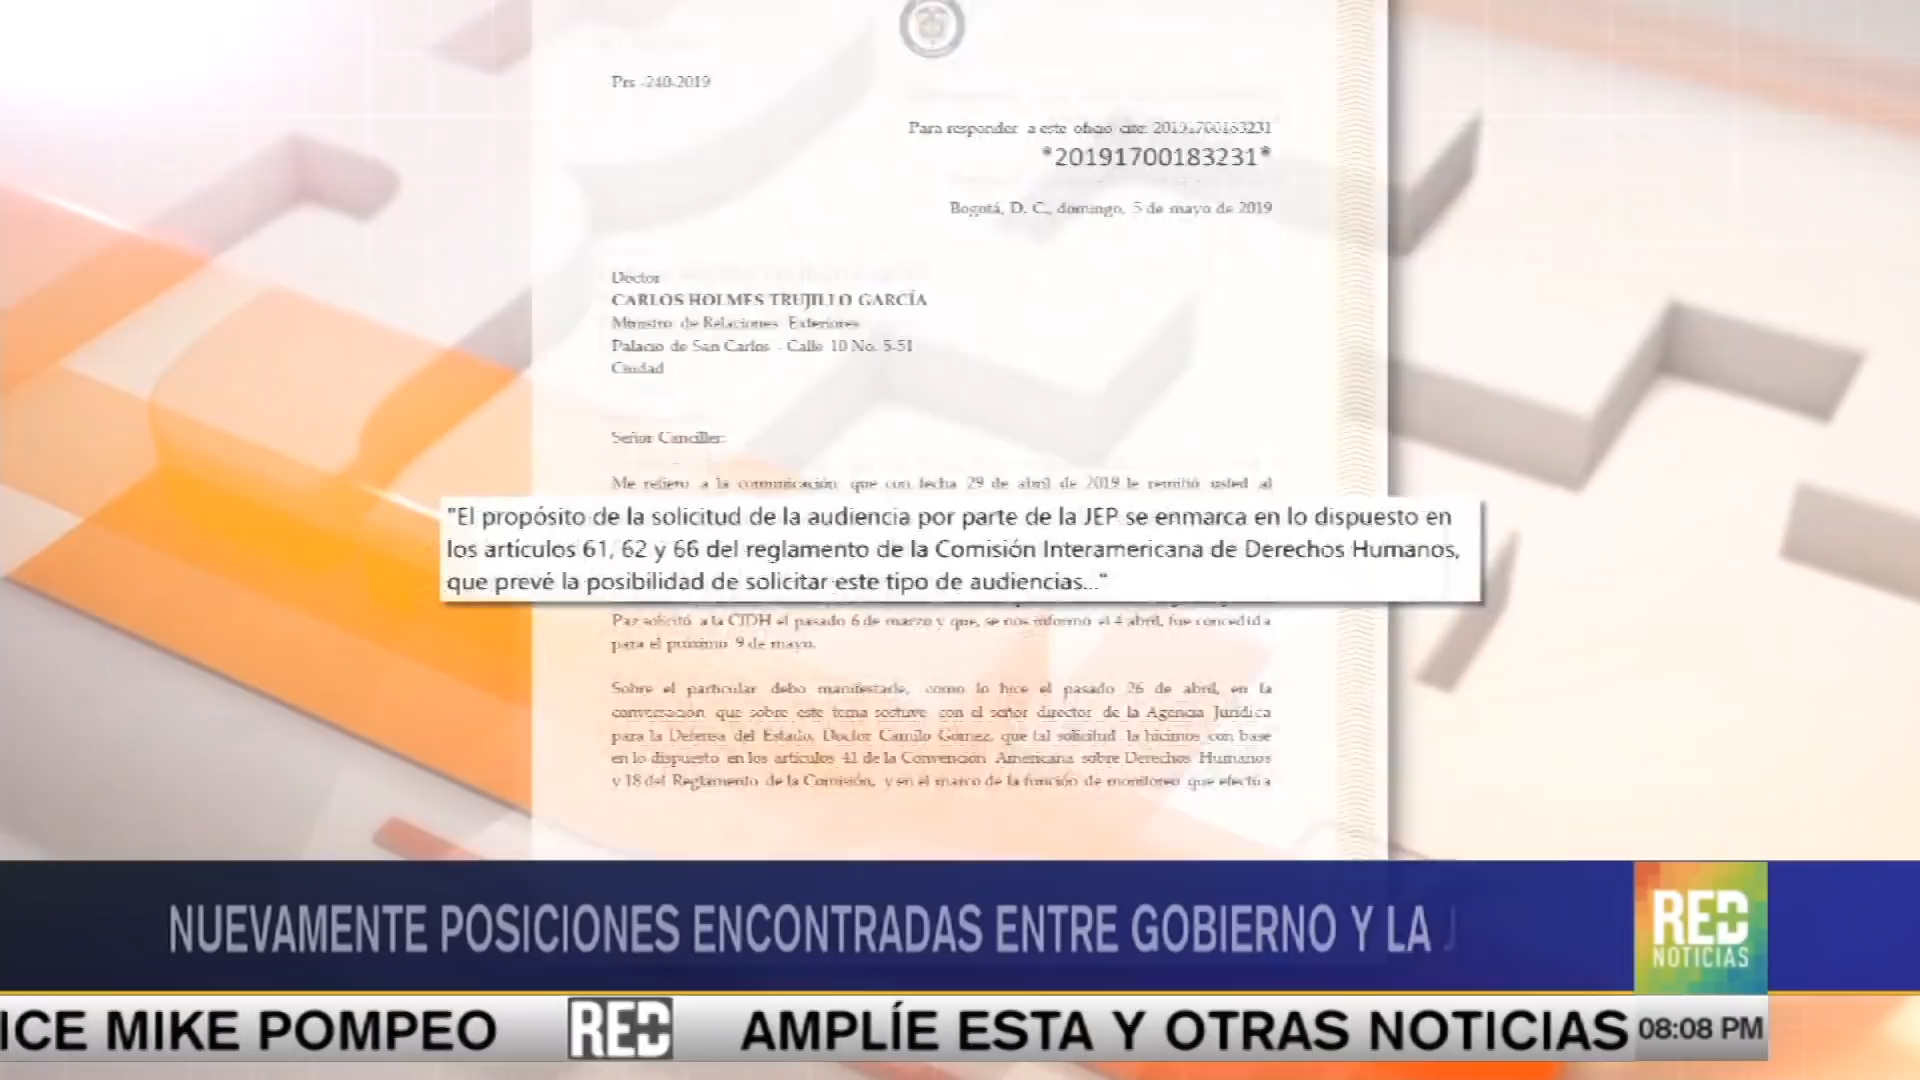 Prs -240-2019
Para responder a este oficio cite: 20191700183231
*20191700183231*
Bogotá, D. C., domingo, 5 de mayo de 2019
Doctor
CARLOS HOLMES TRUJILLO GARCÍA
Ministro de Relaciones Exteriores
Palacio de San Carlos - Calle 10 No. 5-51
Ciudad
Señor Canciller:
Me refiero a la comunicación que con fecha 29 de abril de 2019 le remitió usted al
"El propósito de la solicitud de la audiencia por parte de la JEP se enmarca en lo dispuesto en
los artículos 61, 62 y 66 del reglamento de la Comisión Interamericana de Derechos Humanos,
que prevé la posibilidad de solicitar este tipo de audiencias..."
Paz solicitó a la CIDH el pasado 6 de marzo y que, se nos informó el 4 abril, fue concedida
para el próximo 9 de mayo.
Sobre el particular debo manifestarle, como lo hice el pasado 26 de abril, en la
conversación que sobre este tema sostuve con el señor director de la Agencia Jurídica
para la Defensa del Estado, Doctor Camilo Gómez, que tal solicitud la hicimos con base
en lo dispuesto en los artículos 41 de la Convención Americana sobre Derechos Humanos
y 18 del Reglamento de la Comisión, y en el marco de la función de monitoreo que efectúa
NUEVAMENTE POSICIONES ENCONTRADAS ENTRE GOBIERNO Y LA J
RED
NOTICIAS
ICE MIKE POMPEO RED AMPLÍE ESTA Y OTRAS NOTICIAS 08:08 PM